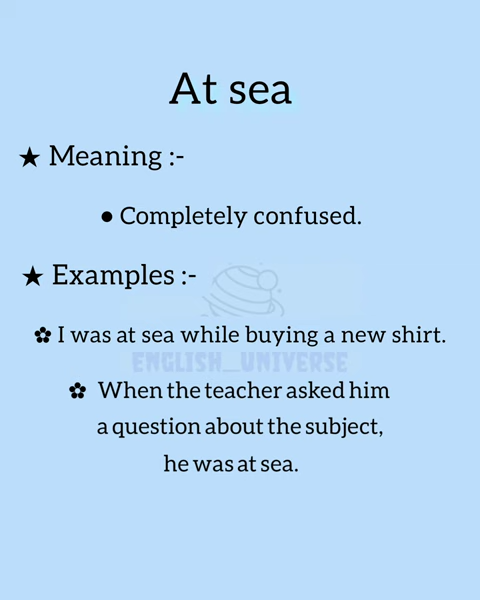 At sea
★ Meaning :-
● Completely confused.
★ Examples :-
✿ I was at sea while buying a new shirt.
ENGLISH_UNIVERSE
✿ When the teacher asked him
a question about the subject,
he was at sea.